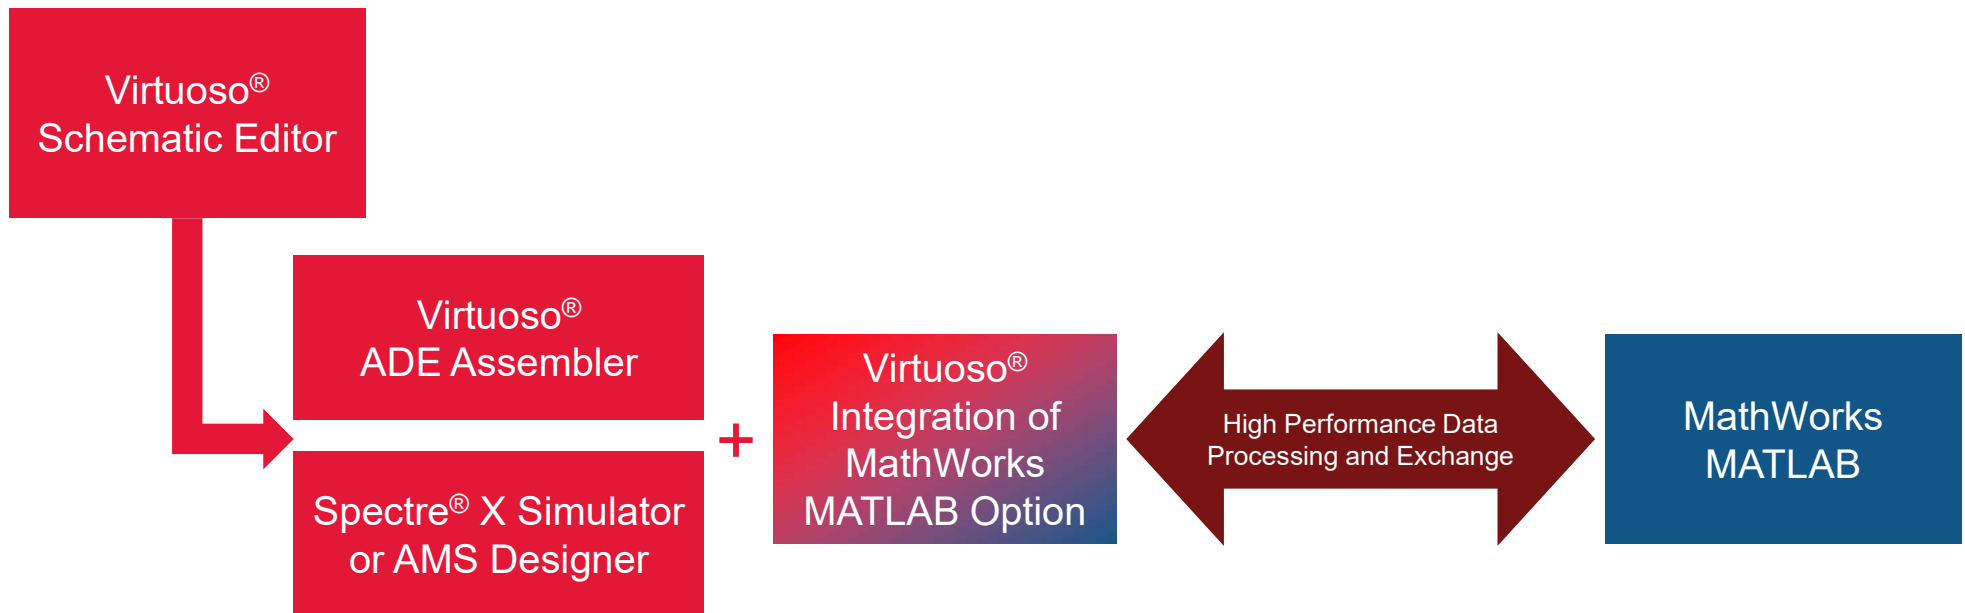 Virtuoso®
Schematic Editor
Virtuoso®
ADE Assembler
Spectre® X Simulator
or AMS Designer
+
Virtuoso®
Integration of
MathWorks
MATLAB Option
High Performance Data
Processing and Exchange
MathWorks
MATLAB